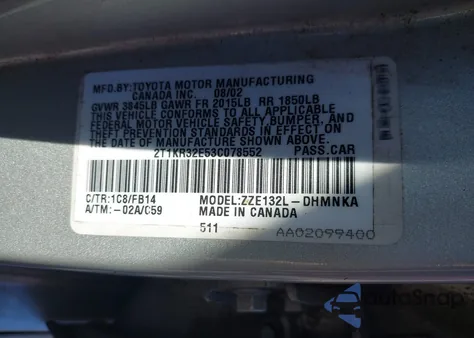 MFD.BY:TOYOTA MOTOR MANUFACTURING
CANADA INC. 08/02
GVWR 3845LB GAWR FR 2015LB RR 1850LB
THIS VEHICLE CONFORMS TO ALL APPLICABLE
FEDERAL MOTOR VEHICLE SAFETY,BUMPER, AND
THEFT PREVENTION STANDARDS IN EFFECT ON
THE DATE OF MANUFACTURE SHOWN ABOVE.
2T1KR32E53C078552 PASS.CAR
C/TR:1C8/FB14 MODEL:ZZE132L-DHMNKA
A/TM:-02A/C59 MADE IN CANADA
511 AA02099400
AutoSnap